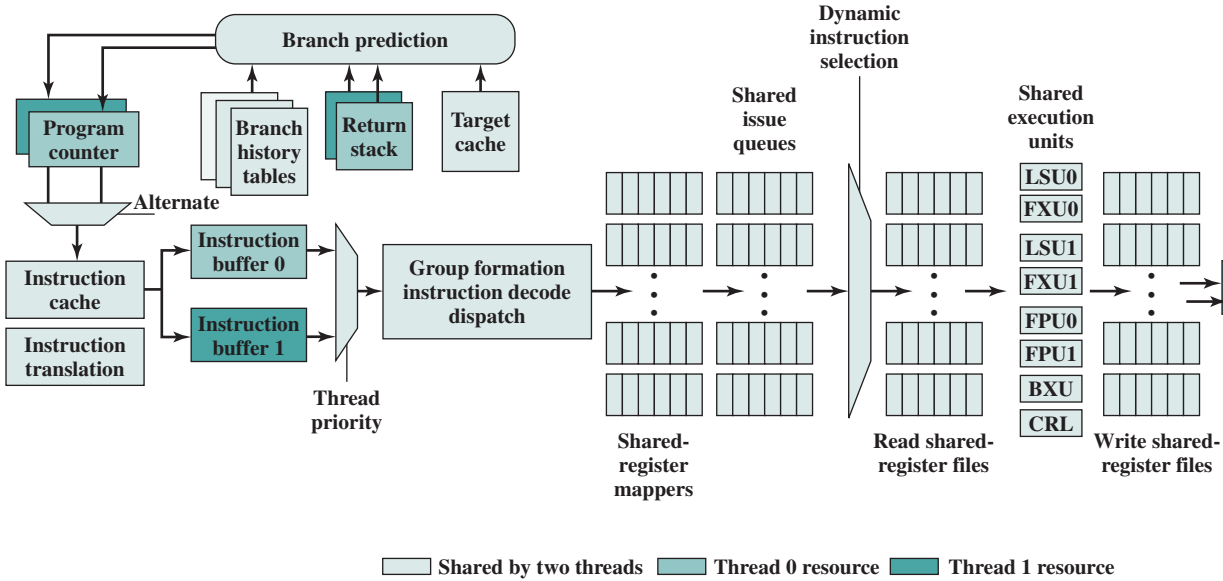 Branch prediction
Dynamic
instruction
selection
Program
counter
Branch
history
tables
Return
stack
Target
cache
Shared
issue
queues
Shared
execution
units
Alternate
LSU0
FXU0
LSU1
FXU1
FPU0
FPU1
BXU
CRL
Instruction
cache
Instruction
translation
Instruction
buffer 0
Instruction
buffer 1
Group formation
instruction decode
dispatch
Thread
priority
Shared-
register
mappers
Read shared-
register files
Write shared-
register files
Shared by two threads
Thread 0 resource
Thread 1 resource